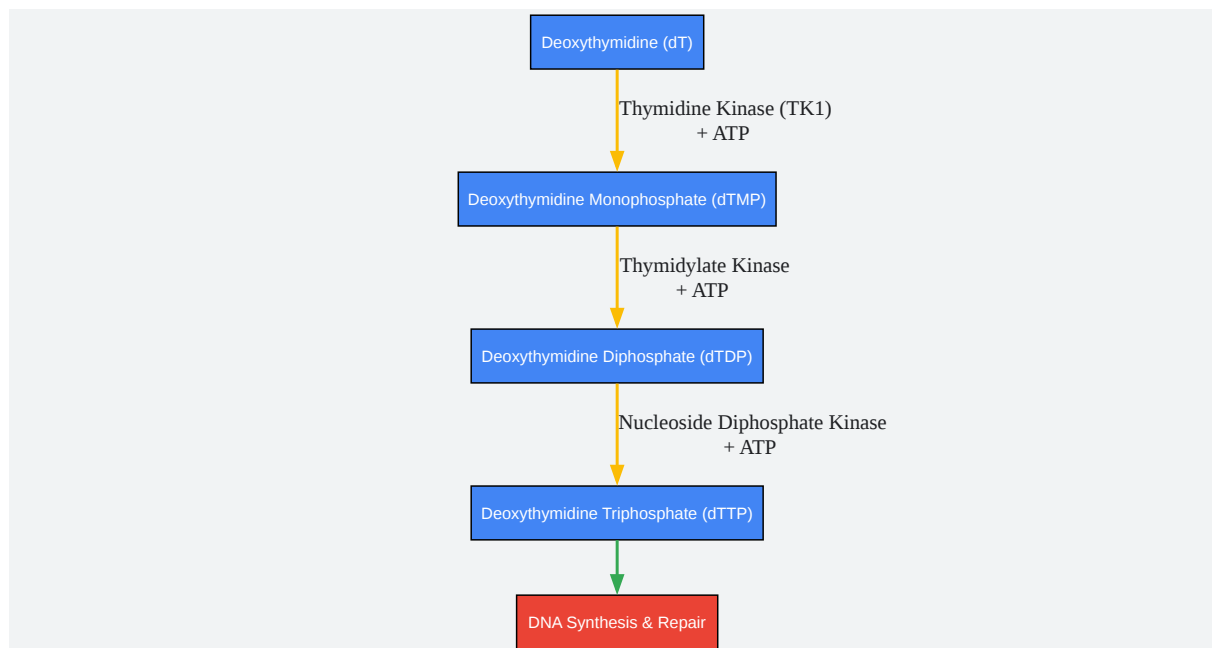 Deoxythymidine (dT)
Thymidine Kinase (TK1)
+ ATP
Deoxythymidine Monophosphate (dTMP)
Thymidylate Kinase
+ ATP
Deoxythymidine Diphosphate (dTDP)
Nucleoside Diphosphate Kinase
+ ATP
Deoxythymidine Triphosphate (dTTP)
DNA Synthesis & Repair